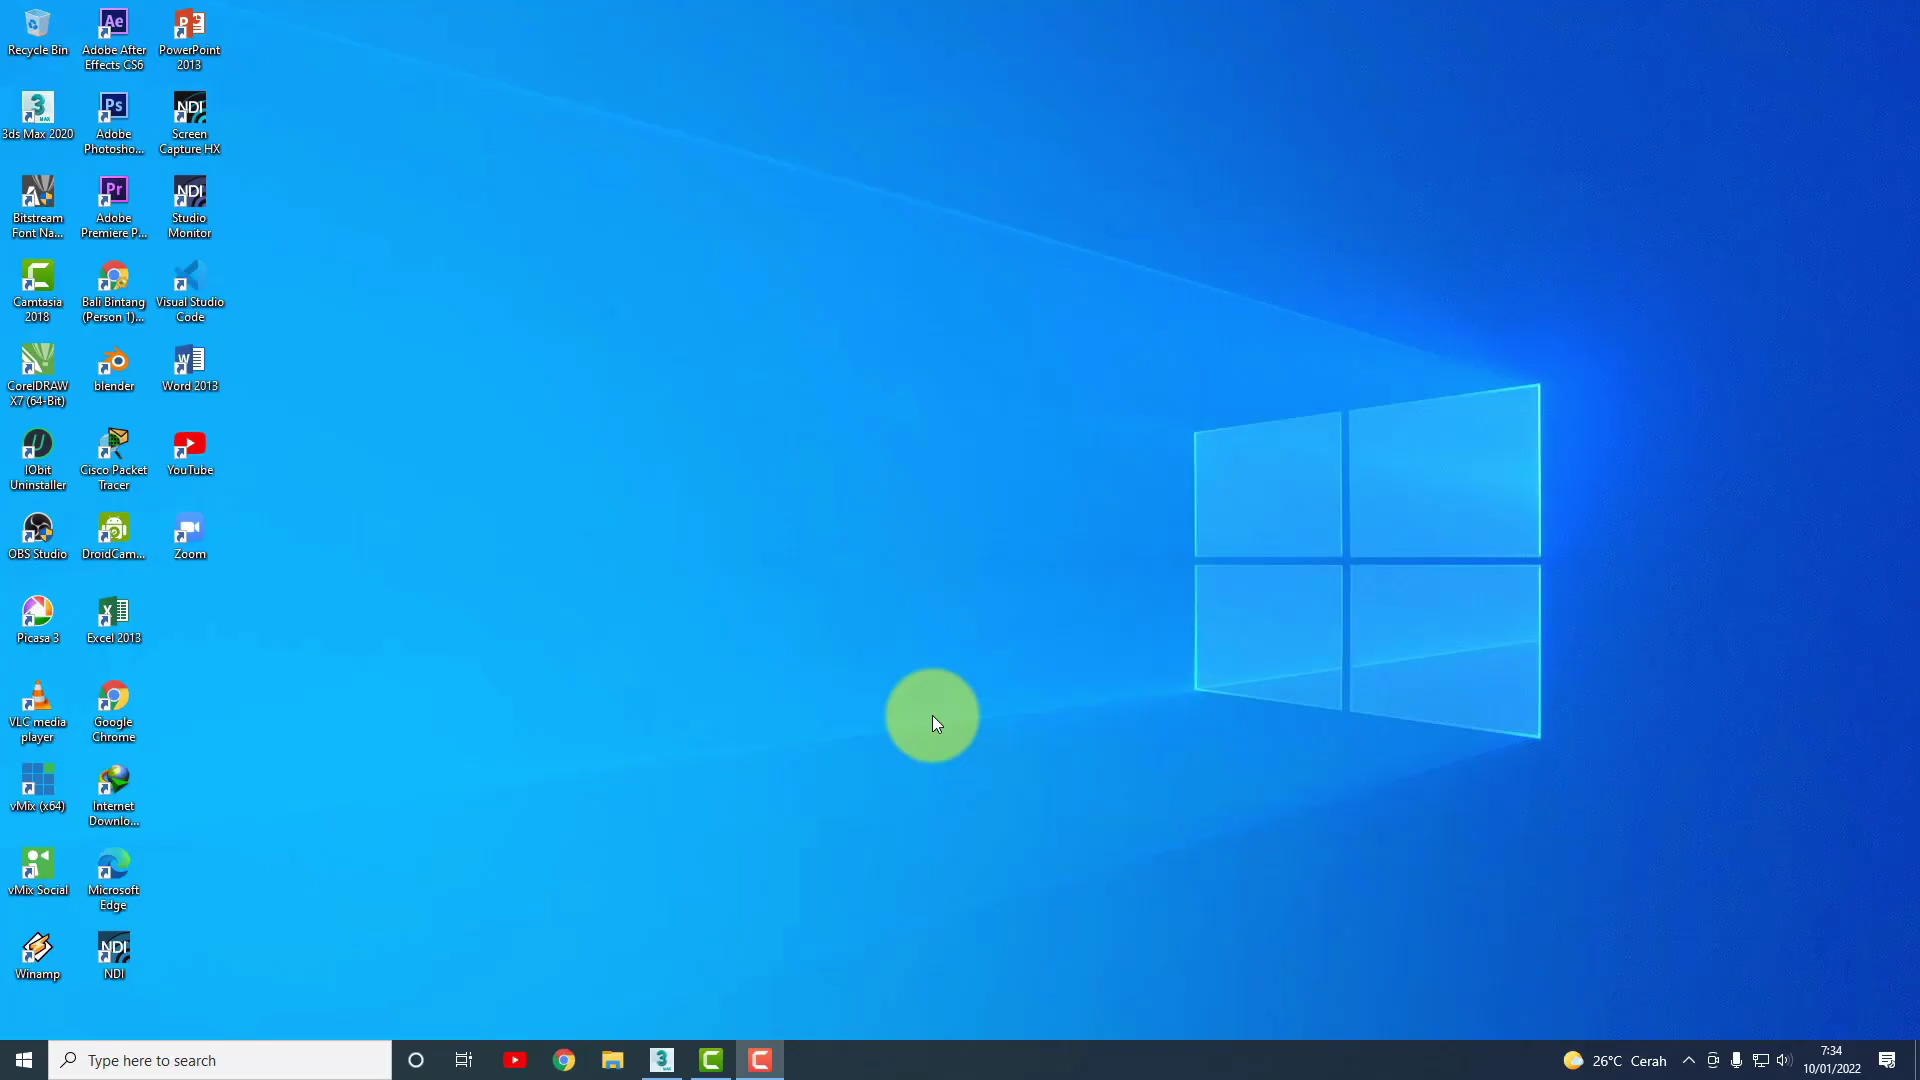 Recycle Bin
Adobe After
Effects CS6
PowerPoint
2013
3ds Max 2020
Adobe
Photosho...
Screen
Capture HX
Bitstream
Font Na...
Adobe
Premiere P...
Studio
Monitor
Camtasia
2018
Bali Bintang
(Person 1)...
Visual Studio
Code
CorelDRAW
X7 (64-Bit)
blender
Word 2013
IObit
Uninstaller
Cisco Packet
Tracer
YouTube
OBS Studio
DroidCam...
Zoom
Picasa 3
Excel 2013
VLC media
player
Google
Chrome
vMix (x64)
Internet
Downlo...
vMix Social
Microsoft
Edge
Winamp
NDI
Type here to search
26°C Cerah
7:34
10/01/2022